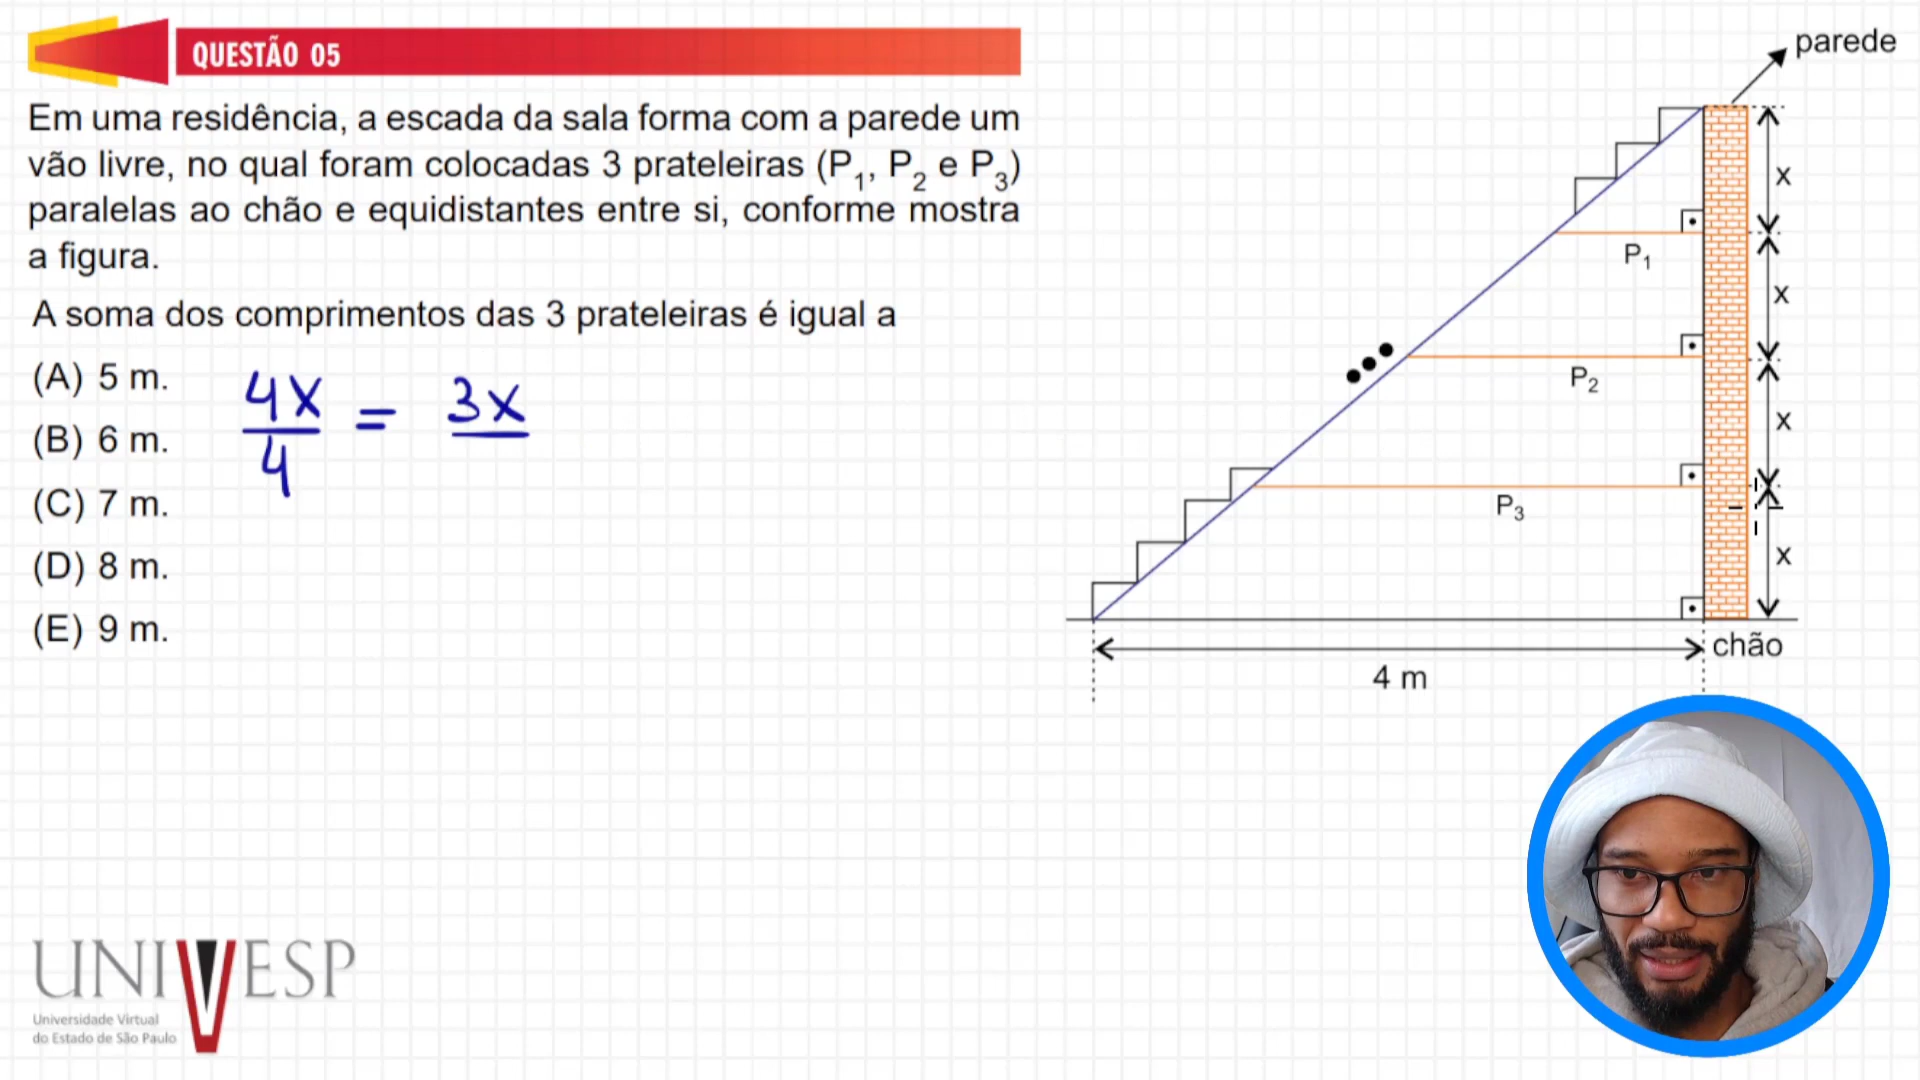 QUESTÃO 05
Em uma residência, a escada da sala forma com a parede um
vão livre, no qual foram colocadas 3 prateleiras (P1, P2 e P3)
paralelas ao chão e equidistantes entre si, conforme mostra
a figura.
A soma dos comprimentos das 3 prateleiras é igual a
(A) 5 m.
(B) 6 m.
(C) 7 m.
(D) 8 m.
(E) 9 m.
4x = 3x
4
parede
x
P1
x
P2
x
P3
x
chão
4 m
UNIVESP
Universidade Virtual
do Estado de São Paulo